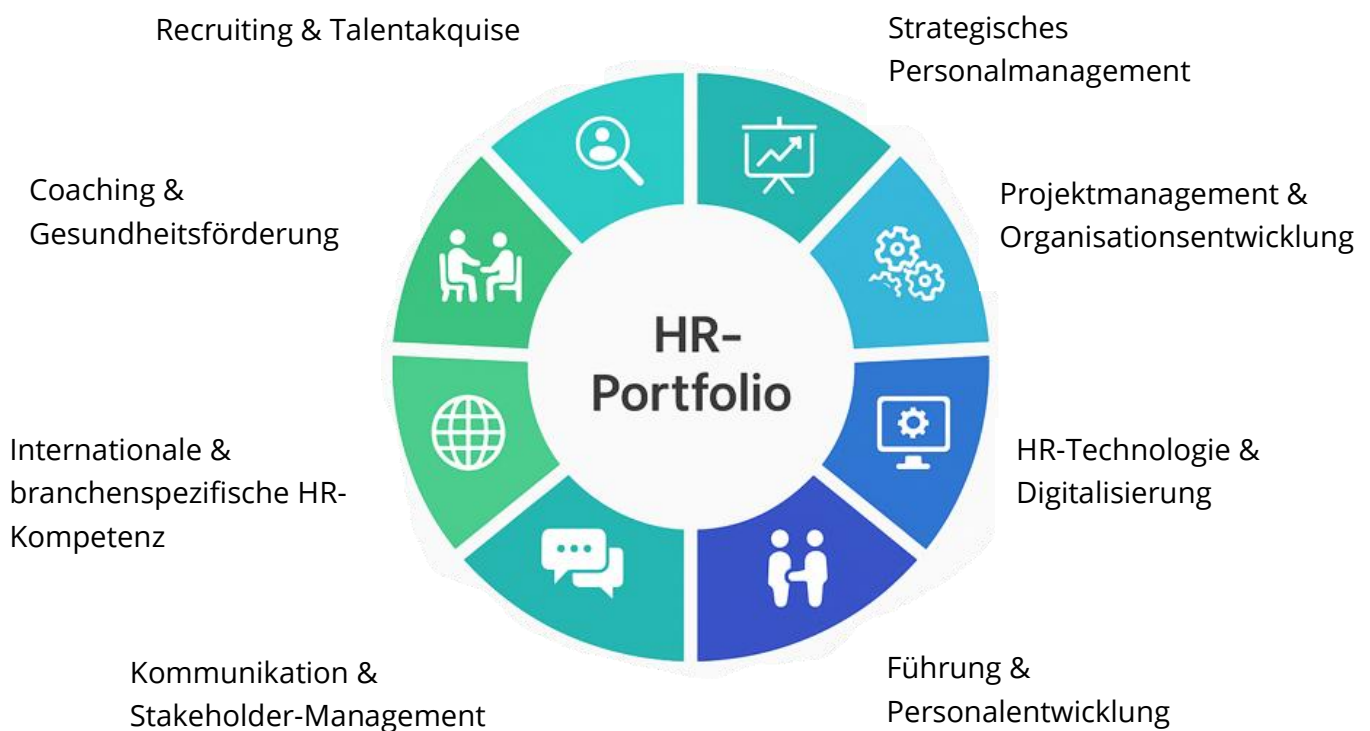 Recruiting & Talentakquise
Strategisches
Personalmanagement
Coaching &
Gesundheitsförderung
Projektmanagement &
Organisationsentwicklung
HR-
Portfolio
Internationale &
branchenspezifische HR-
Kompetenz
HR-Technologie &
Digitalisierung
Kommunikation &
Stakeholder-Management
Führung &
Personalentwicklung